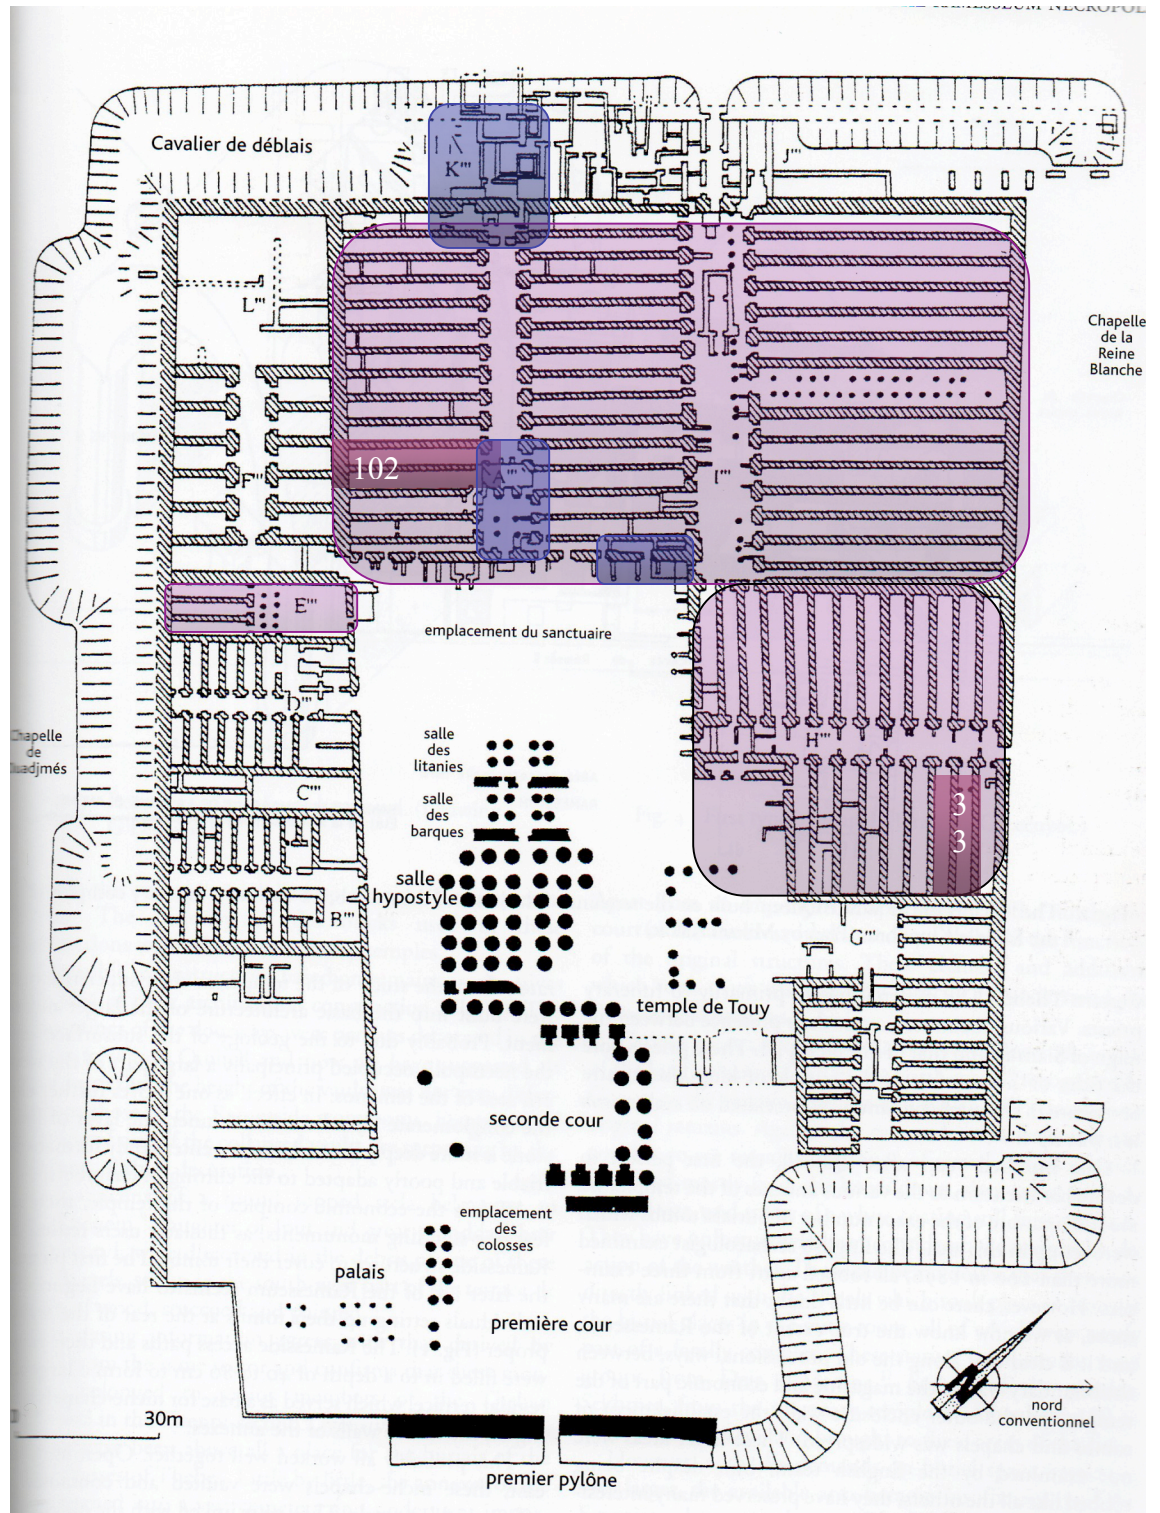 RAMESSEUM NECROPOL
Cavalier de déblais
K'''
J'''
L'''
Chapelle
de la
Reine
Blanche
102
A'''
F'''
I'''
E'''
emplacement du sanctuaire
D'''
H'''
Chapelle
de
Ouadjmés
salle
des
litanies
C'''
salle
des
barques
3
3
salle
hypostyle
B'''
G'''
temple de Touy
seconde cour
emplacement
des
colosses
palais
première cour
nord
conventionnel
30m
premier pylône